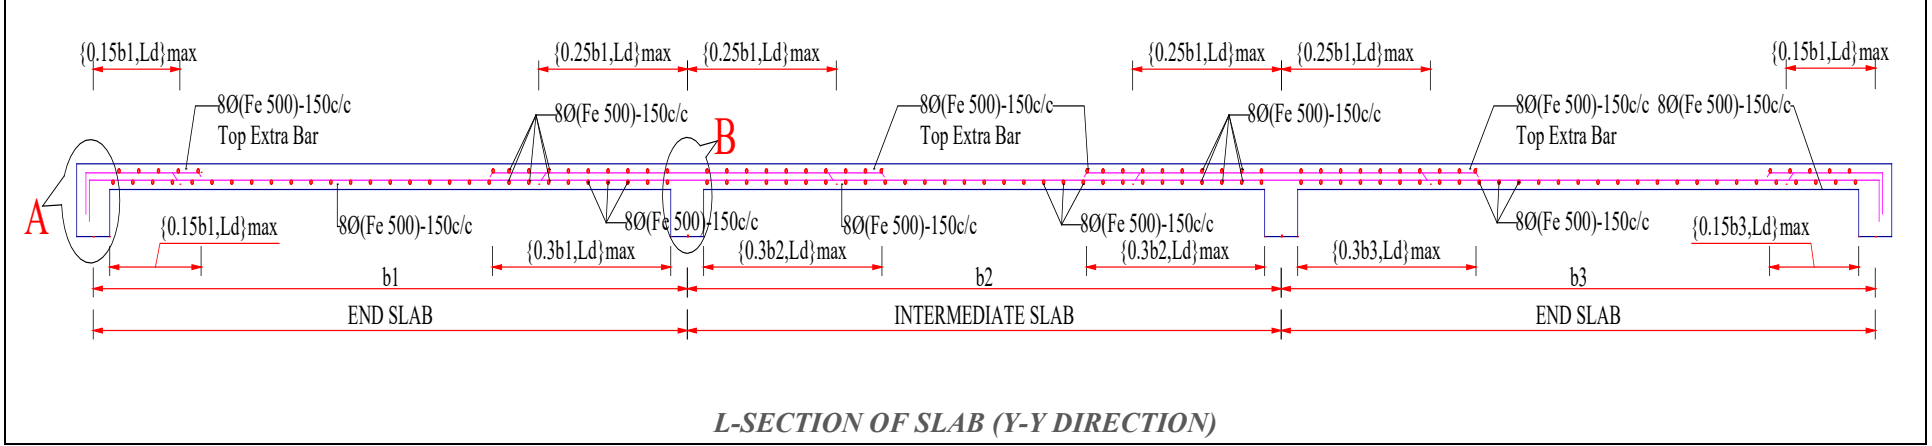 {0.15b1,Ld}max {0.25b1,Ld}max {0.25b1,Ld}max {0.25b1,Ld}max {0.25b1,Ld}max {0.15b1,Ld}max
8Ø(Fe 500)-150c/c 8Ø(Fe 500)-150c/c 8Ø(Fe 500)-150c/c 8Ø(Fe 500)-150c/c 8Ø(Fe 500)-150c/c 8Ø(Fe 500)-150c/c
Top Extra Bar B Top Extra Bar Top Extra Bar
A {0.15b1,Ld}max 8Ø(Fe 500)-150c/c 8Ø(Fe 500)-150c/c 8Ø(Fe 500)-150c/c 8Ø(Fe 500)-150c/c 8Ø(Fe 500)-150c/c {0.15b3,Ld}max
{0.3b1,Ld}max {0.3b2,Ld}max {0.3b2,Ld}max {0.3b3,Ld}max
b1 b2 b3
END SLAB INTERMEDIATE SLAB END SLAB
L-SECTION OF SLAB (Y-Y DIRECTION)